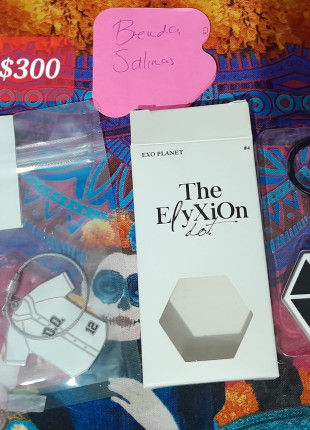 $300
Brenda
Salinas
EXO PLANET
#4
The
ElyXiOn
dot
D.O.
12